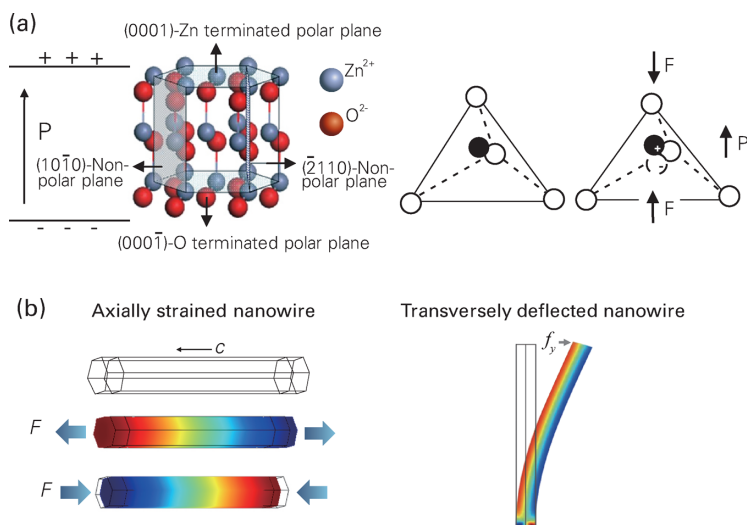 (a)
(0001)-Zn terminated polar plane
+ + +
Zn²⁺
O²⁻
P
(101̅0)-Non-
polar plane
(2̅110)-Non-
polar plane
- - -
(0001̅)-O terminated polar plane
F
+
P
F
(b)
Axially strained nanowire
Transversely deflected nanowire
c
F
F
fy